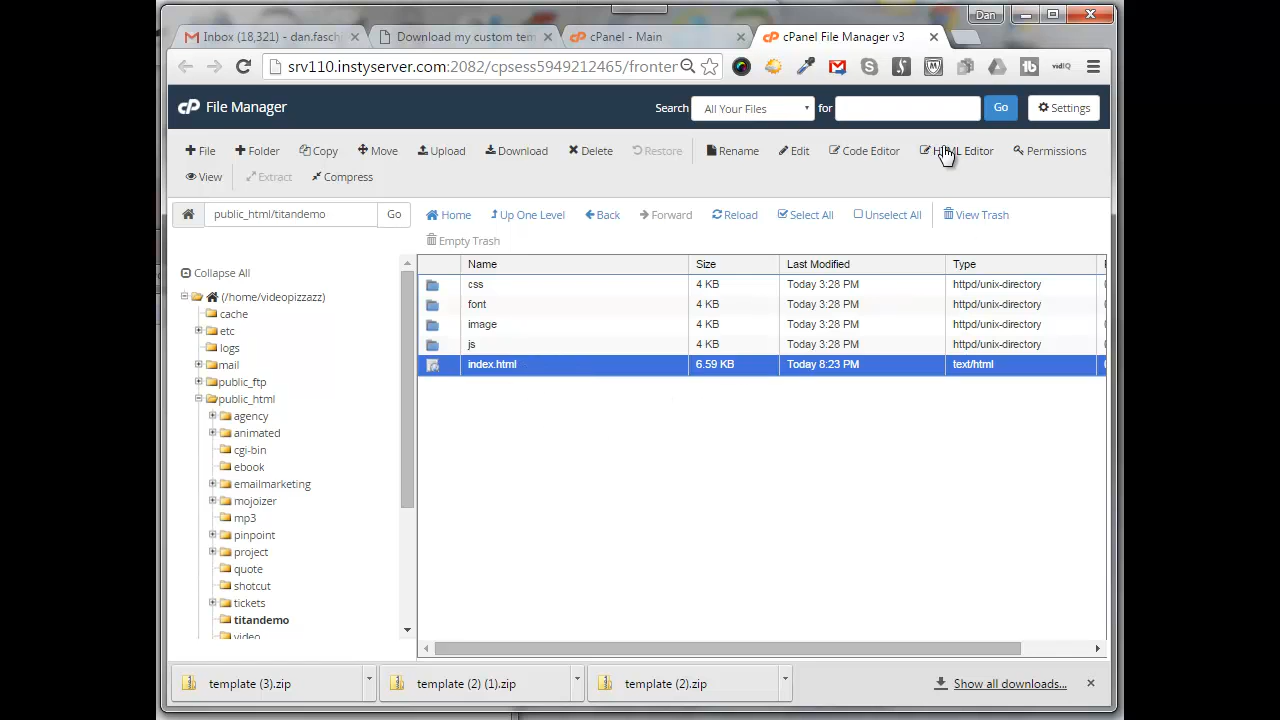 Dan
Inbox (18,321) - dan.fasch
Download my custom tem
cPanel - Main
cPanel File Manager v3
srv110.instyserver.com:2082/cpsess5949212465/fronter
vidIQ
cP File Manager
Search All Your Files for Go Settings
+ File + Folder Copy Move Upload Download Delete Restore Rename Edit Code Editor HTML Editor Permissions
View Extract Compress
public_html/titandemo Go Home Up One Level Back Forward Reload Select All Unselect All View Trash
Empty Trash
Collapse All
(/home/videopizzazz)
cache
etc
logs
mail
public_ftp
public_html
agency
animated
cgi-bin
ebook
emailmarketing
mojoizer
mp3
pinpoint
project
quote
shotcut
tickets
titandemo
video
Name Size Last Modified Type
css 4 KB Today 3:28 PM httpd/unix-directory
font 4 KB Today 3:28 PM httpd/unix-directory
image 4 KB Today 3:28 PM httpd/unix-directory
js 4 KB Today 3:28 PM httpd/unix-directory
index.html 6.59 KB Today 8:23 PM text/html
template (3).zip template (2) (1).zip template (2).zip Show all downloads...